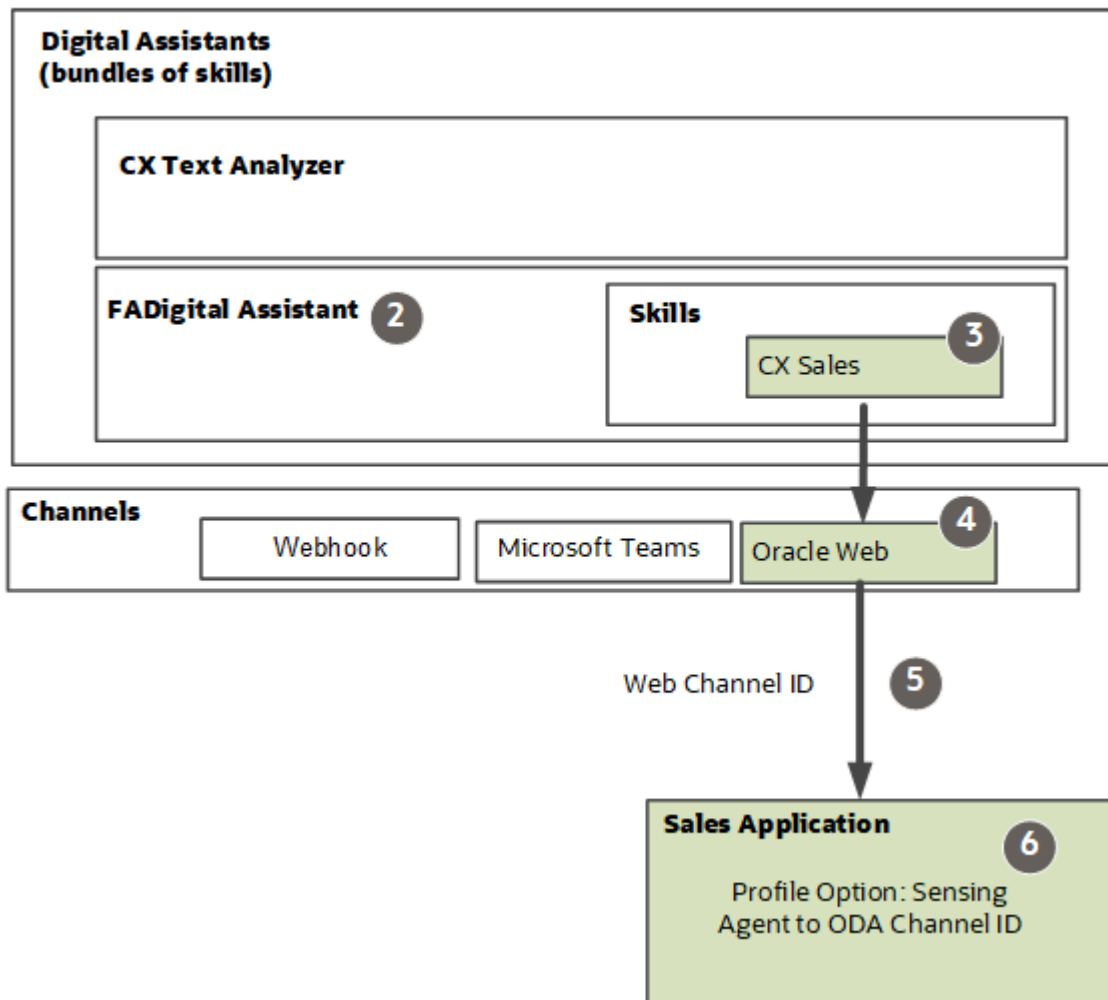 Digital Assistants
(bundles of skills)
CX Text Analyzer
FADigital Assistant
2
Skills
3
CX Sales
Channels
4
Webhook
Microsoft Teams
Oracle Web
Web Channel ID
5
Sales Application
6
Profile Option: Sensing
Agent to ODA Channel ID